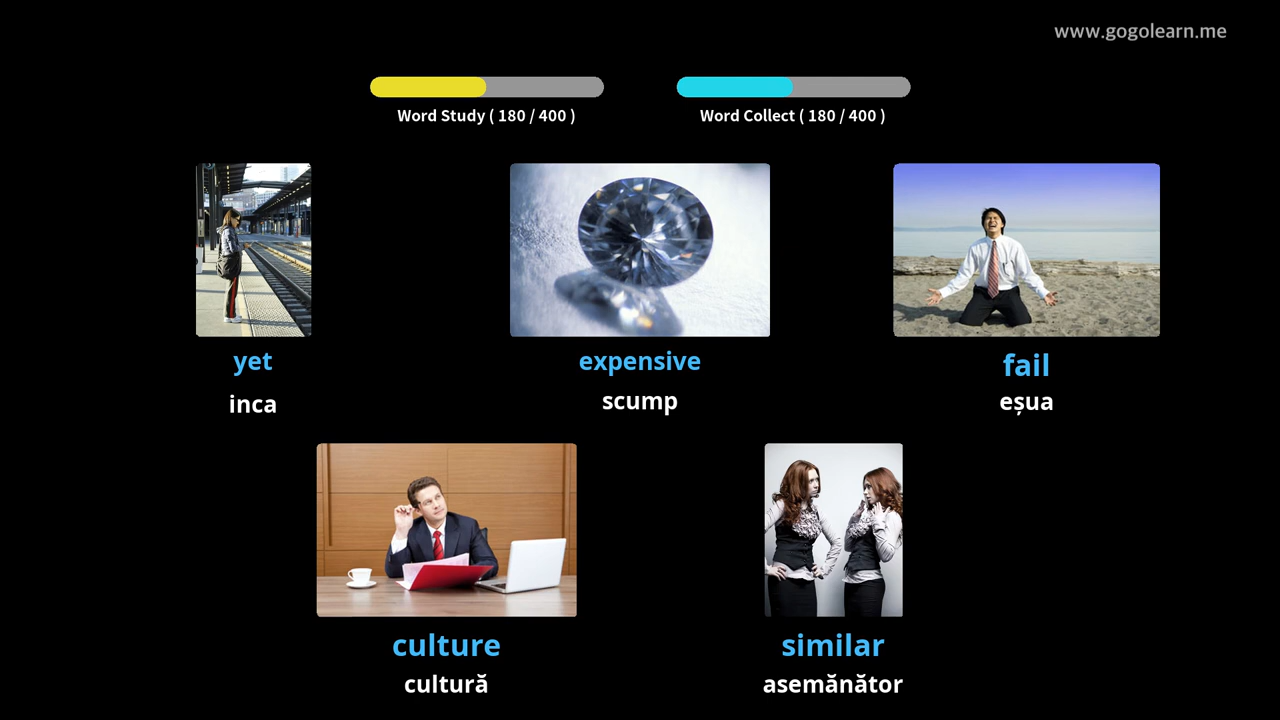 www.gogolearn.me
Word Study ( 180 / 400 )
Word Collect ( 180 / 400 )
yet
inca
expensive
scump
fail
eșua
culture
cultură
similar
asemănător